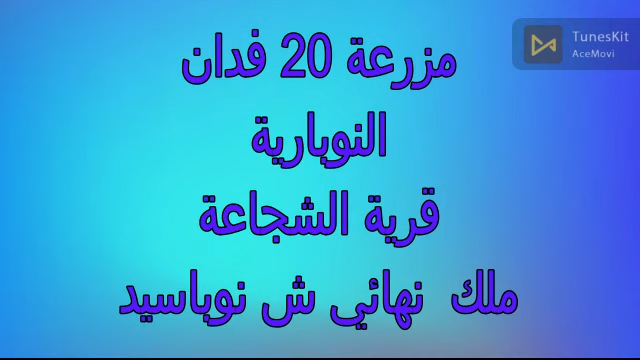 TunesKit
AceMovi
مزرعة 20 فدان
النوبارية
قرية الشجاعة
ملك نهائي ش نوباسيد